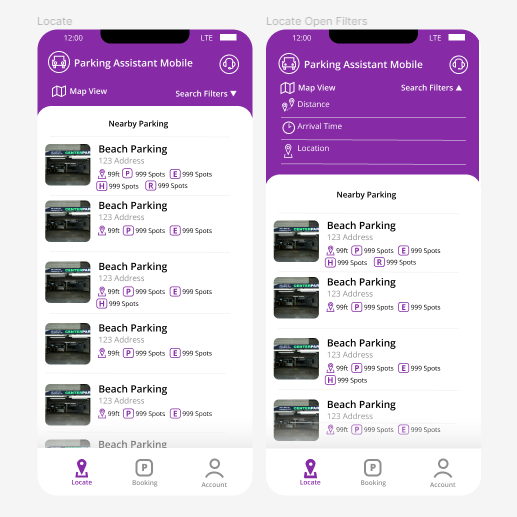 Locate
12:00 LTE
Parking Assistant Mobile
Map View
Search Filters ▼
Nearby Parking
Beach Parking
123 Address
99ft P 999 Spots E 999 Spots
H 999 Spots R 999 Spots
Beach Parking
123 Address
99ft P 999 Spots E 999 Spots
Beach Parking
123 Address
99ft P 999 Spots E 999 Spots
H 999 Spots
Beach Parking
123 Address
99ft P 999 Spots E 999 Spots
Beach Parking
123 Address
99ft P 999 Spots E 999 Spots
Beach Parking
Locate
P
Booking
Account
Locate Open Filters
12:00 LTE
Parking Assistant Mobile
Map View
Search Filters ▲
Distance
Arrival Time
Location
Nearby Parking
Beach Parking
123 Address
99ft P 999 Spots E 999 Spots
H 999 Spots R 999 Spots
Beach Parking
123 Address
99ft P 999 Spots E 999 Spots
Beach Parking
123 Address
99ft P 999 Spots E 999 Spots
H 999 Spots
Beach Parking
123 Address
99ft P 999 Spots E 999 Spots
Locate
P
Booking
Account